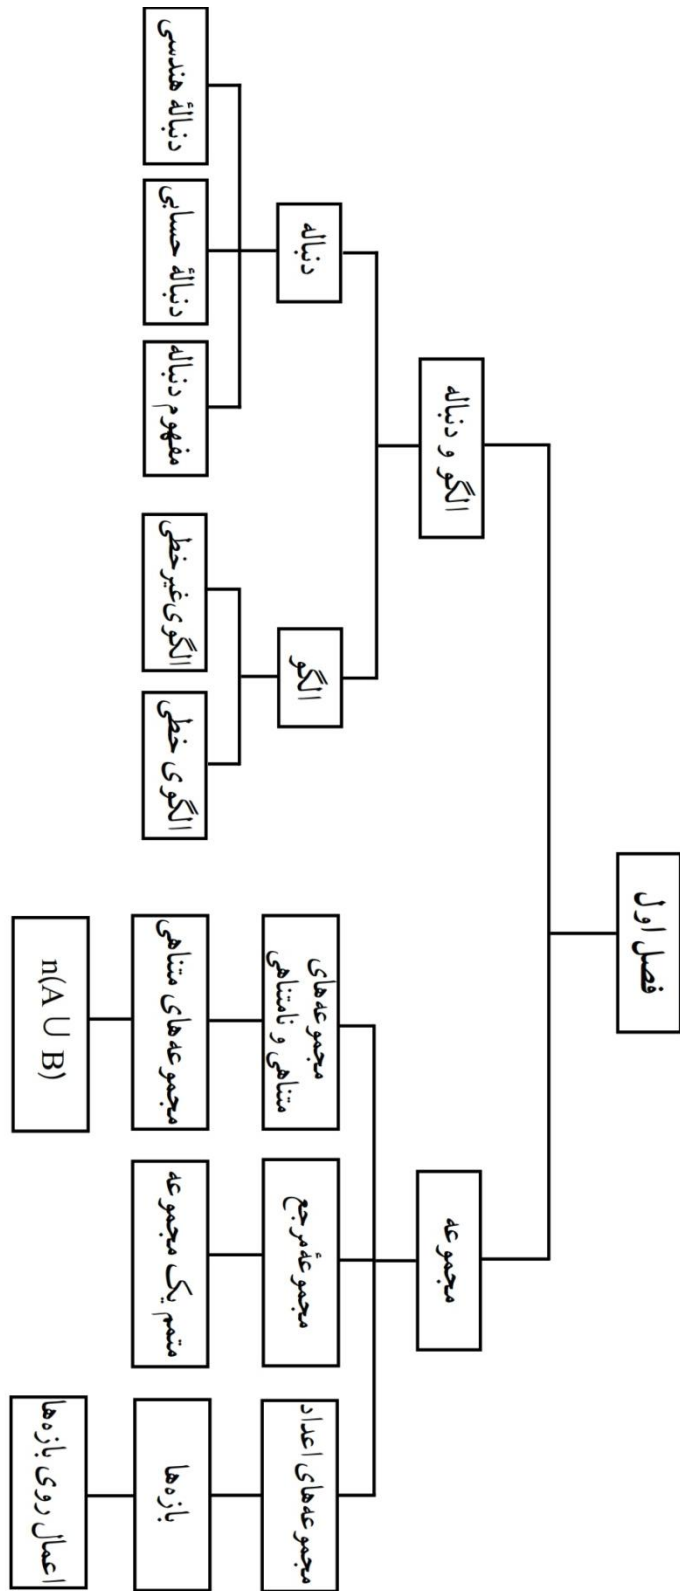 فصل اول
مجموعه
الگو و دنباله
مجموعه‌های اعداد
مجموعهٔ مرجع
مجموعه‌های
متناهی و نامتناهی
الگو
دنباله
بازه‌ها
متمم یک مجموعه
مجموعه‌های متناهی
الگوی خطی
الگوی غیرخطی
مفهوم دنباله
دنبالهٔ حسابی
دنبالهٔ هندسی
اعمال روی بازه‌ها
n(A ∪ B)